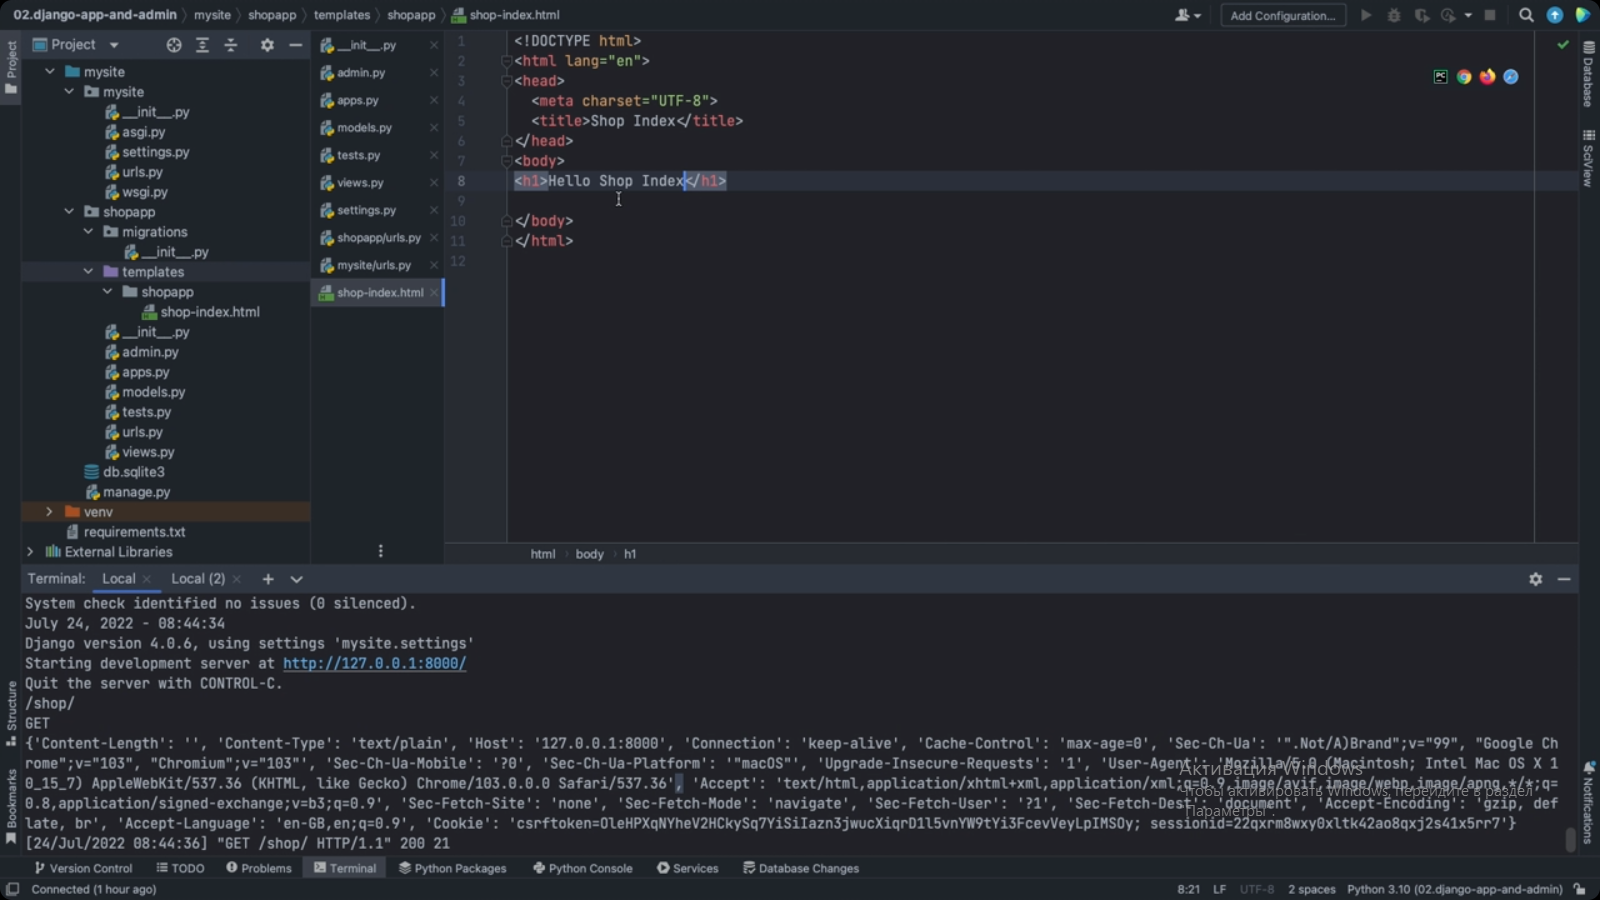 02.django-app-and-admin mysite shopapp templates shopapp shop-index.html
Add Configuration...
Project
Project
mysite
mysite
__init__.py
asgi.py
settings.py
urls.py
wsgi.py
shopapp
migrations
__init__.py
templates
shopapp
shop-index.html
__init__.py
admin.py
apps.py
models.py
tests.py
urls.py
views.py
db.sqlite3
manage.py
venv
requirements.txt
External Libraries
__init__.py
admin.py
apps.py
models.py
tests.py
views.py
settings.py
shopapp/urls.py
mysite/urls.py
shop-index.html
1 <!DOCTYPE html>
2 <html lang="en">
3 <head>
4 <meta charset="UTF-8">
5 <title>Shop Index</title>
6 </head>
7 <body>
8 <h1>Hello Shop Index</h1>
9
10 </body>
11 </html>
12
html body h1
Database
SciView
Notifications
Structure
Bookmarks
Terminal: Local Local (2)
System check identified no issues (0 silenced).
July 24, 2022 - 08:44:34
Django version 4.0.6, using settings 'mysite.settings'
Starting development server at http://127.0.0.1:8000/
Quit the server with CONTROL-C.
/shop/
GET
{'Content-Length': '', 'Content-Type': 'text/plain', 'Host': '127.0.0.1:8000', 'Connection': 'keep-alive', 'Cache-Control': 'max-age=0', 'Sec-Ch-Ua': '".Not/A)Brand";v="99", "Google Ch
rome";v="103", "Chromium";v="103"', 'Sec-Ch-Ua-Mobile': '?0', 'Sec-Ch-Ua-Platform': '"macOS"', 'Upgrade-Insecure-Requests': '1', 'User-Agent': 'Mozilla/5.0 (Macintosh; Intel Mac OS X 1
0_15_7) AppleWebKit/537.36 (KHTML, like Gecko) Chrome/103.0.0.0 Safari/537.36', 'Accept': 'text/html,application/xhtml+xml,application/xml;q=0.9,image/avif,image/webp,image/apng,*/*;q=
0.8,application/signed-exchange;v=b3;q=0.9', 'Sec-Fetch-Site': 'none', 'Sec-Fetch-Mode': 'navigate', 'Sec-Fetch-User': '?1', 'Sec-Fetch-Dest': 'document', 'Accept-Encoding': 'gzip, def
late, br', 'Accept-Language': 'en-GB,en;q=0.9', 'Cookie': 'csrftoken=OleHPXqNYheV2HCkySq7YiSiIazn3jwucXiqrD1l5vnYW9tYi3FcevVeyLpIMSOy; sessionid=22qxrm8wxy0xltk42ao8qxj2s41x5rr7'}
[24/Jul/2022 08:44:36] "GET /shop/ HTTP/1.1" 200 21
Активация Windows
Чтобы активировать Windows, перейдите в раздел
"Параметры".
Version Control TODO Problems Terminal Python Packages Python Console Services Database Changes
Connected (1 hour ago)
8:21 LF UTF-8 2 spaces Python 3.10 (02.django-app-and-admin)